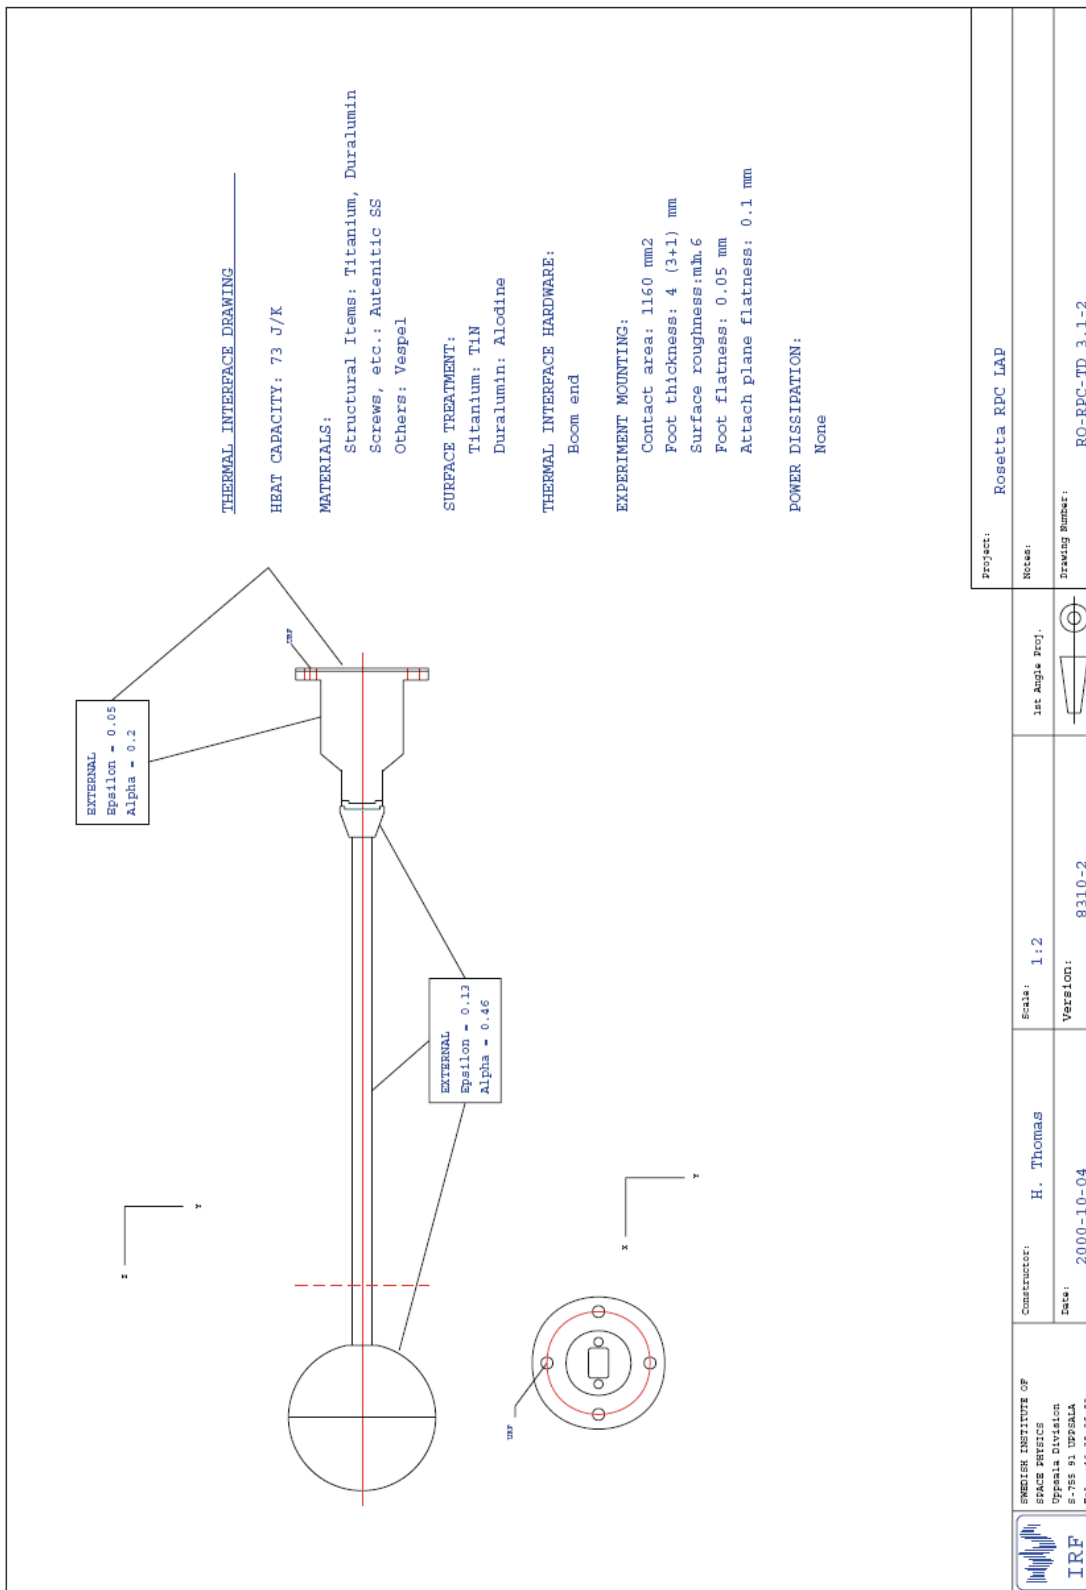 THERMAL INTERFACE DRAWING
HEAT CAPACITY: 73 J/K
MATERIALS:
Structural Items: Titanium, Duralumin
Screws, etc.: Autenitic SS
Others: Vespel
SURFACE TREATMENT:
Titanium: TiN
Duralumin: Alodine
THERMAL INTERFACE HARDWARE:
Boom end
EXPERIMENT MOUNTING:
Contact area: 1160 mm2
Foot thickness: 4 (3+1) mm
Foot flatness: 0.05 mm
Surface roughness:
Attach plane flatness: 0.1 mm
POWER DISSIPATION:
None
EXTERNAL
Epsilon = 0.05
Alpha = 0.2
URF
EXTERNAL
Epsilon = 0.13
Alpha = 0.46
Z
Y
X
Y
URF
IRF
SWEDISH INSTITUTE OF
SPACE PHYSICS
Uppsala Division
S-755 91 UPPSALA
Constructor:
H. Thomas
Date:
2000-10-04
Scale: 1:2
Version:
8310-2
1st Angle Proj.
Project:
Rosetta RPC LAP
Notes:
Drawing Number:
RO-RPC-TD 3.1-2